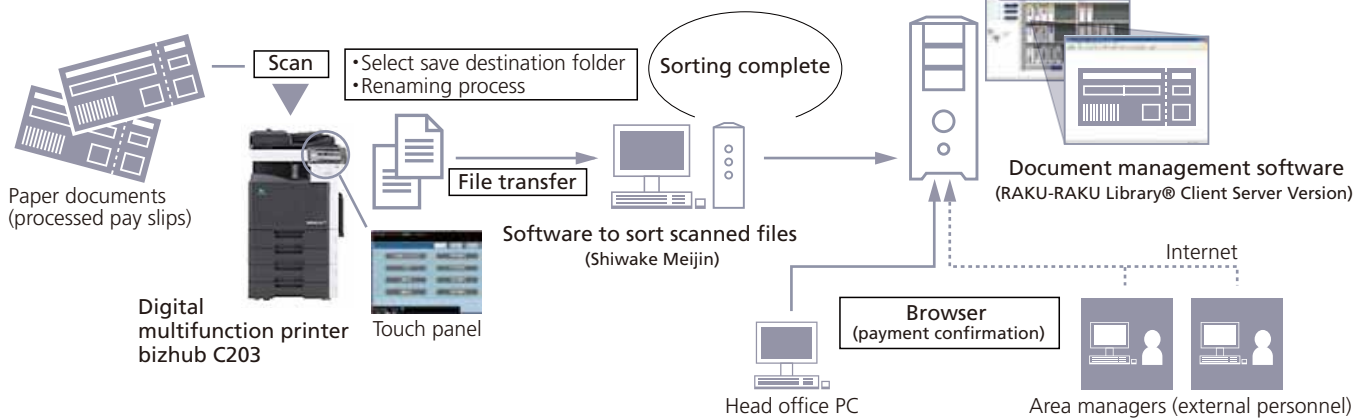 Scan
•Select save destination folder
•Renaming process
Sorting complete
Paper documents
(processed pay slips)
File transfer
Software to sort scanned files
(Shiwake Meijin)
Document management software
(RAKU-RAKU Library® Client Server Version)
Digital
multifunction printer
bizhub C203
Touch panel
Internet
Browser
(payment confirmation)
Head office PC
Area managers (external personnel)